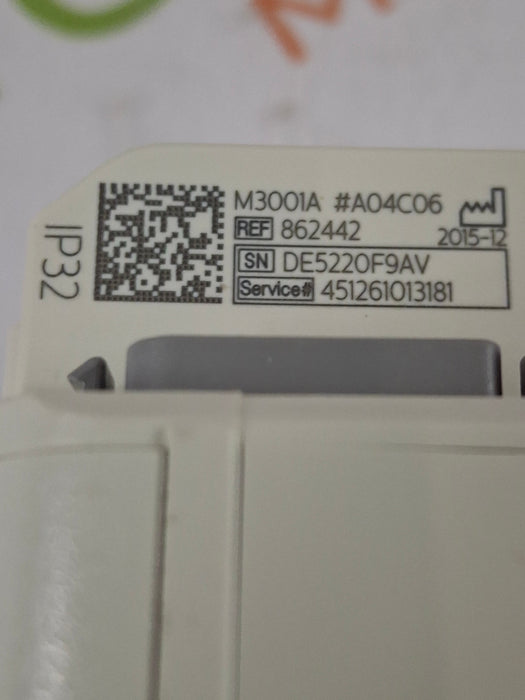 M3001A #A04C06
REF 862442
2015-12
SN DE5220F9AV
Service# 451261013181
IP32